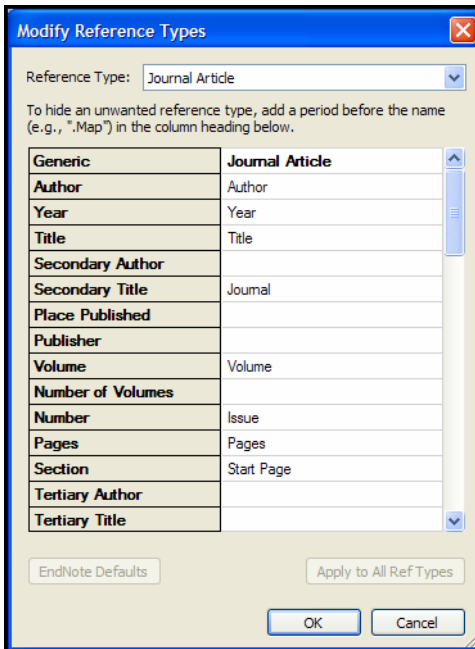 Modify Reference Types
Reference Type: Journal Article
To hide an unwanted reference type, add a period before the name
(e.g., ".Map") in the column heading below.
Generic Journal Article
Author Author
Year Year
Title Title
Secondary Author
Secondary Title Journal
Place Published
Publisher
Volume Volume
Number of Volumes
Number Issue
Pages Pages
Section Start Page
Tertiary Author
Tertiary Title
EndNote Defaults Apply to All Ref Types
OK Cancel